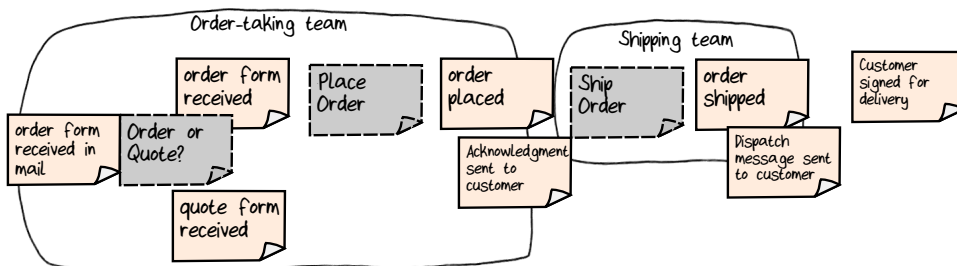 Order-taking team
Shipping team
order form
received
Place
Order
order
placed
Ship
Order
order
shipped
Customer
signed for
delivery
order form
received in
mail
Order or
Quote?
Acknowledgment
sent to
customer
Dispatch
message sent
to customer
quote form
received